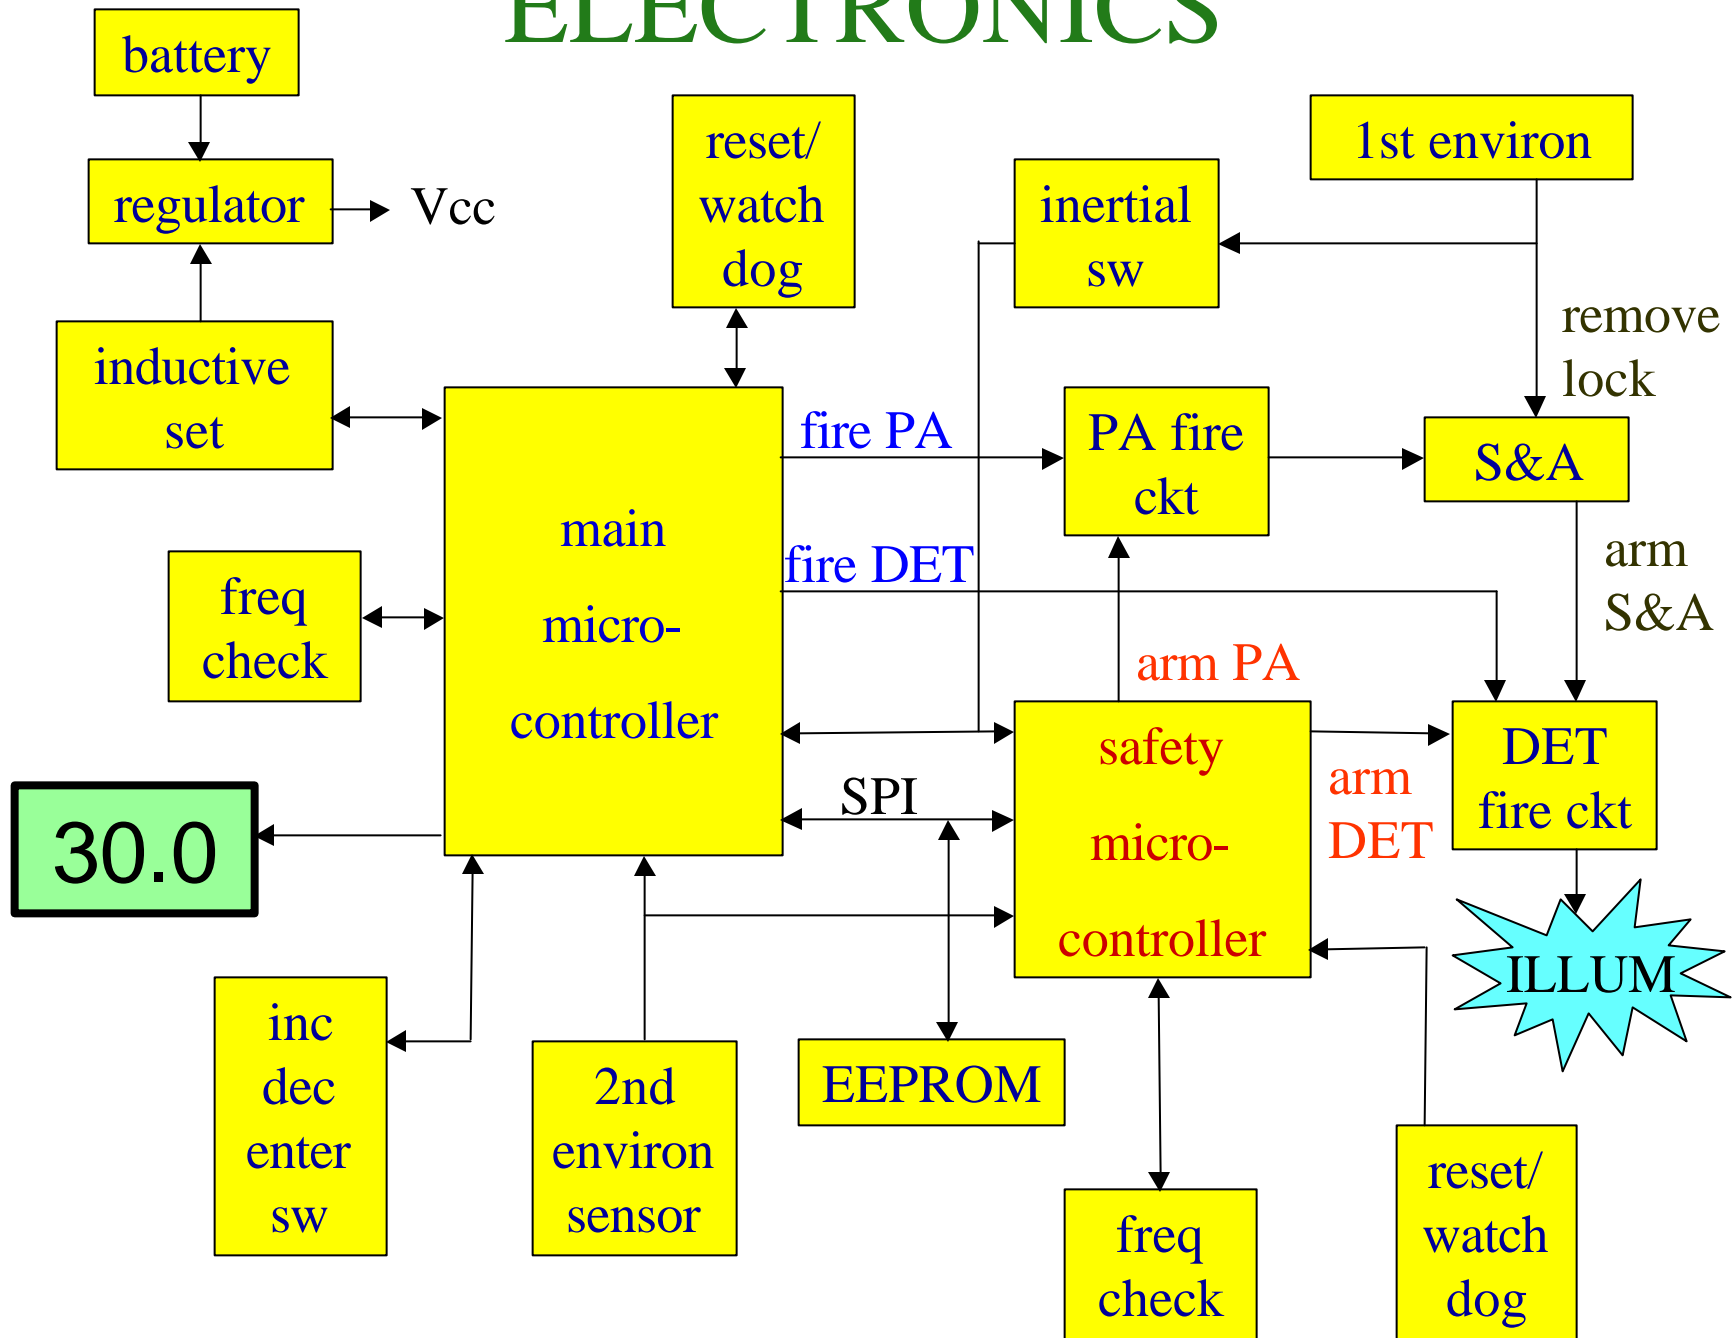 ELECTRONICS
battery
regulator
Vcc
inductive
set
reset/
watch
dog
inertial
sw
1st environ
remove
lock
fire PA
PA fire
ckt
S&A
main
micro-
controller
fire DET
arm
S&A
freq
check
arm PA
safety
micro-
controller
arm
DET
DET
fire ckt
SPI
30.0
ILLUM
inc
dec
enter
sw
2nd
environ
sensor
EEPROM
freq
check
reset/
watch
dog